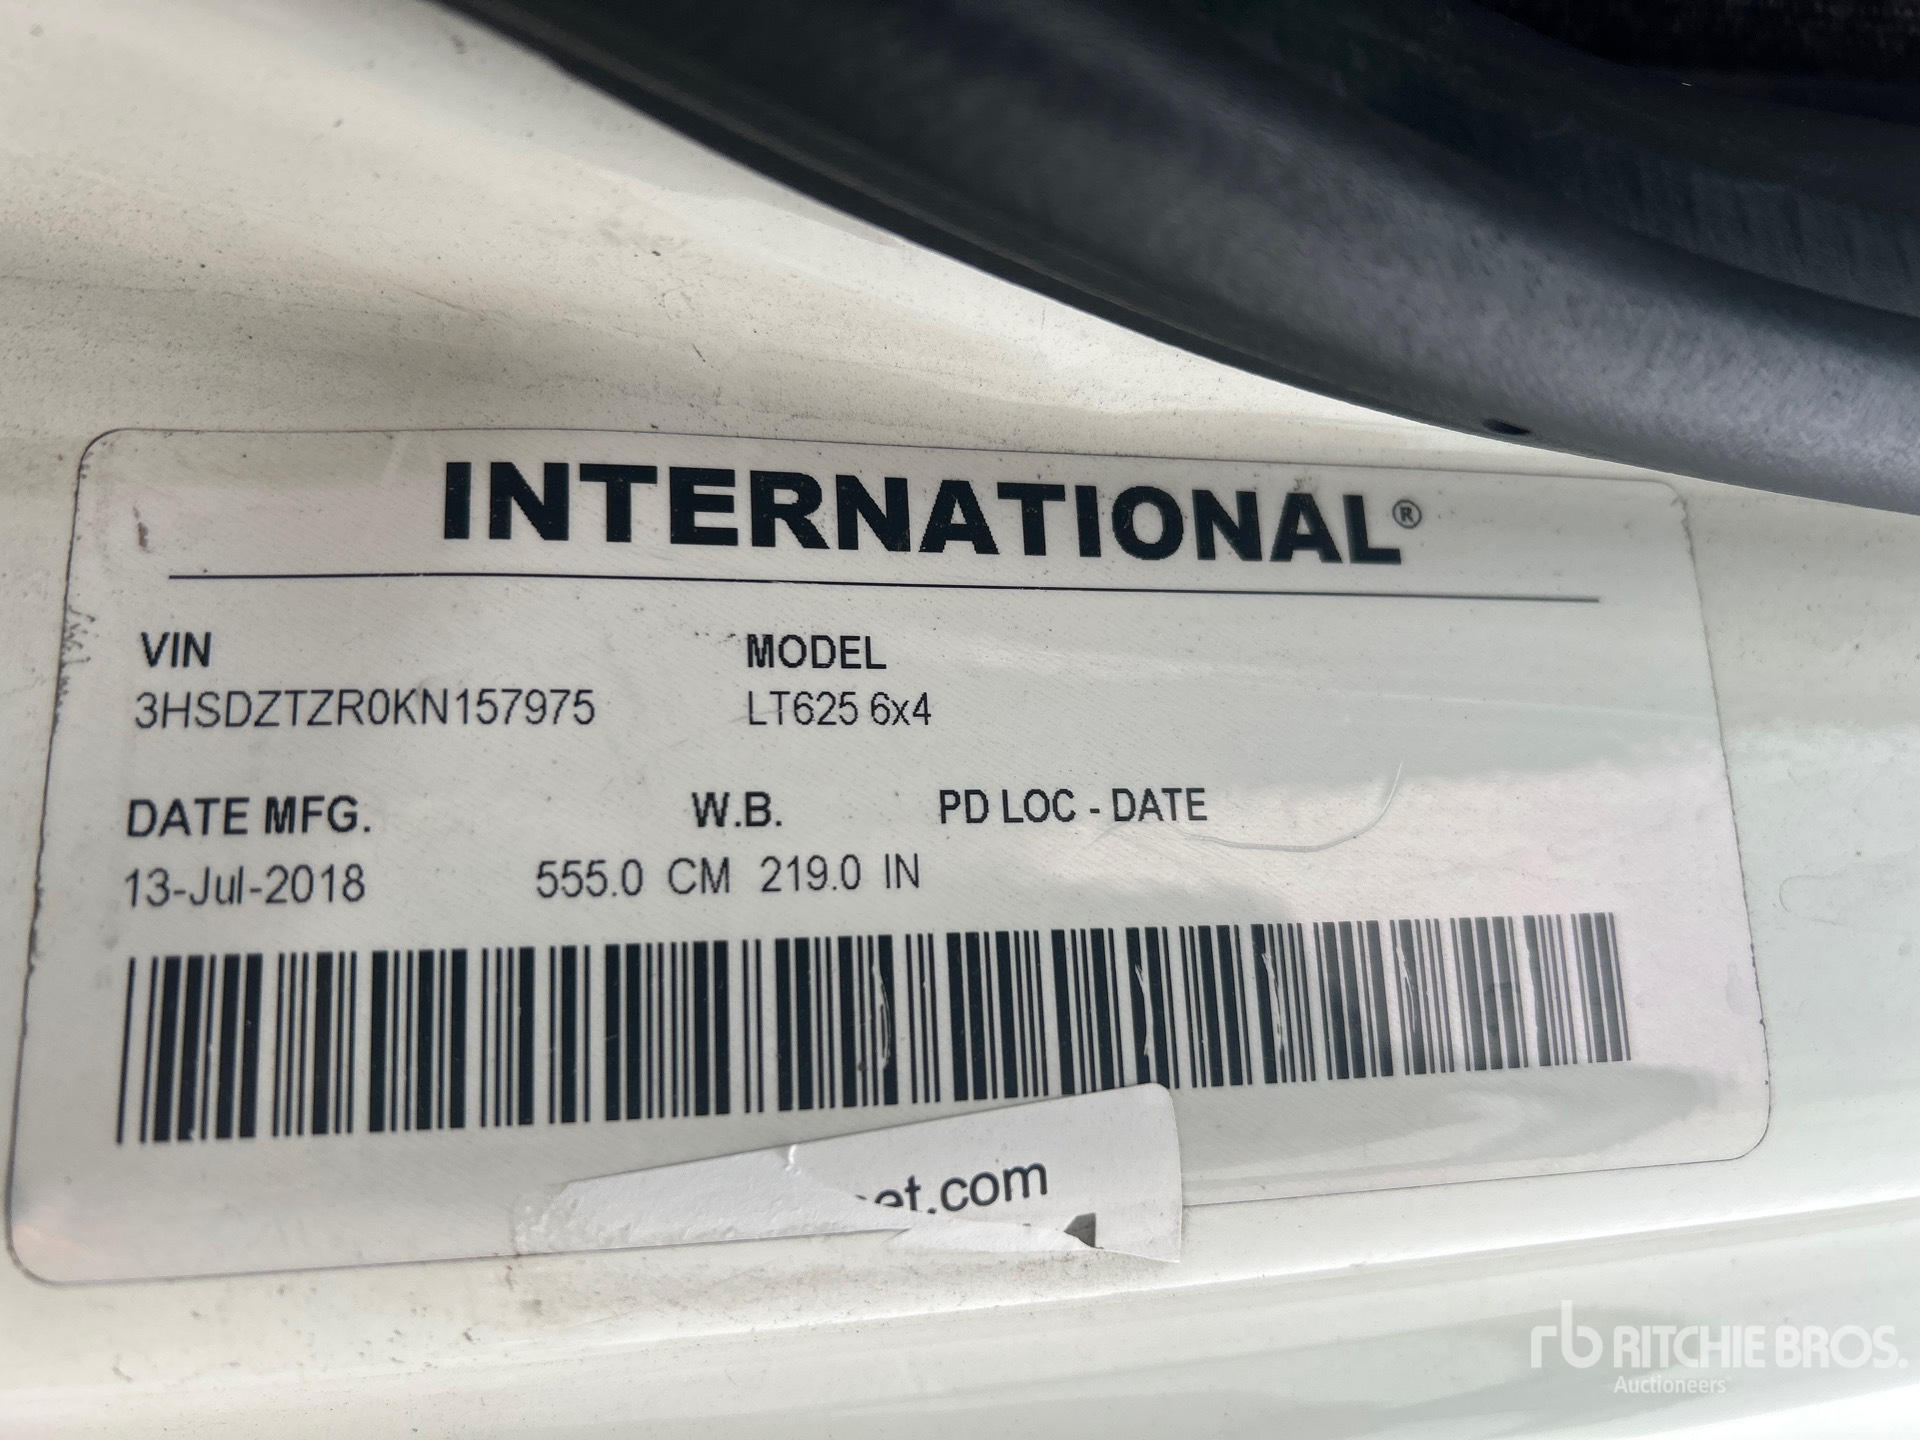 INTERNATIONAL®
VIN MODEL
3HSDZTZR0KN157975 LT625 6x4
DATE MFG. W.B. PD LOC - DATE
13-Jul-2018 555.0 CM 219.0 IN
et.com
rb RITCHIE BROS.
Auctioneers